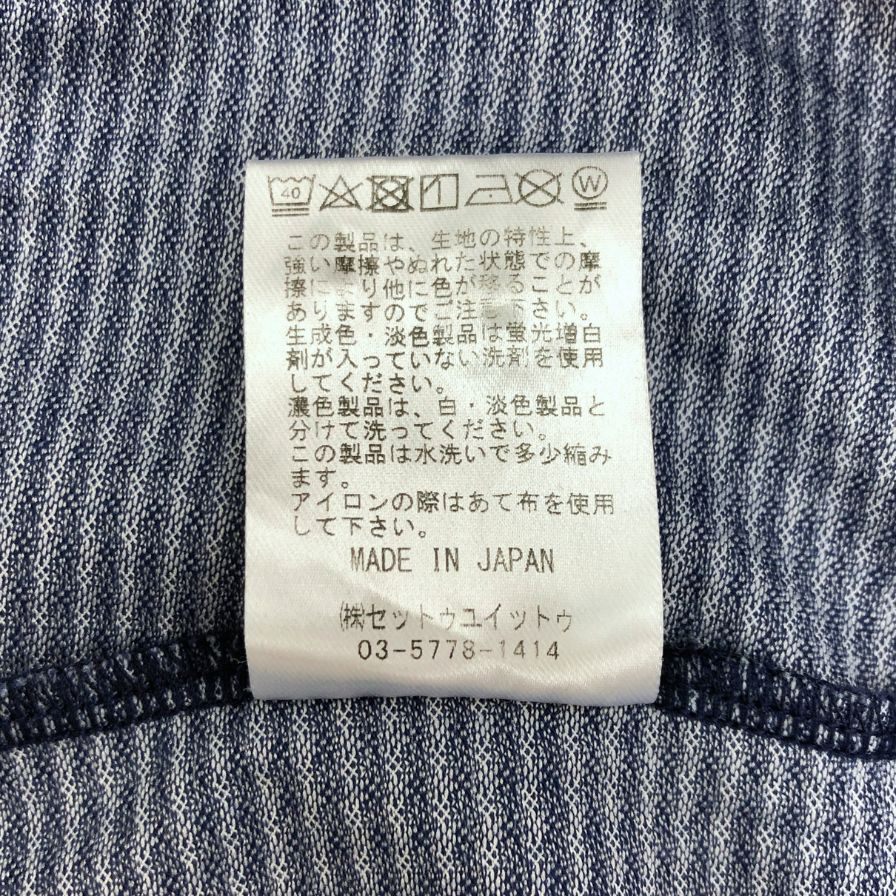 40 W
この製品は、生地の特性上、
強い摩擦やぬれた状態での摩
擦により他に色が移ることが
ありますのでご注意下さい。
生成色・淡色製品は蛍光増白
剤が入っていない洗剤を使用
してください。
濃色製品は、白・淡色製品と
分けて洗ってください。
この製品は水洗いで多少縮み
ます。
アイロンの際はあて布を使用
して下さい。
MADE IN JAPAN
㈱セットゥユイットゥ
03-5778-1414